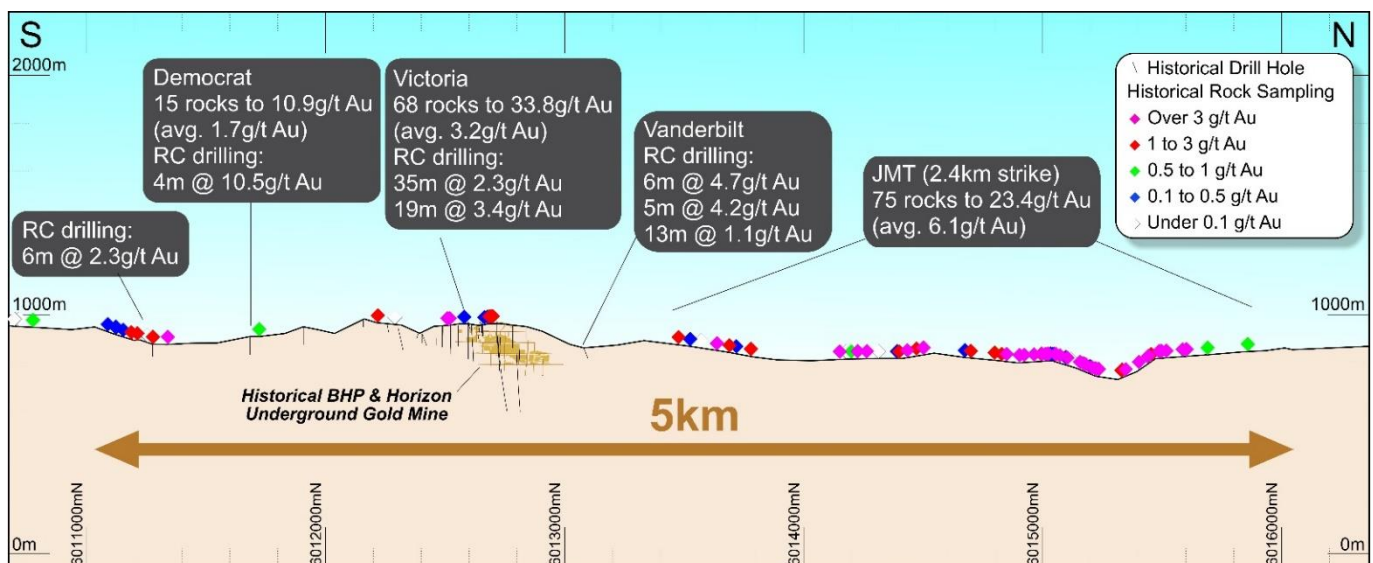 S
N
2000m
Democrat
15 rocks to 10.9g/t Au
(avg. 1.7g/t Au)
RC drilling:
4m @ 10.5g/t Au
Victoria
68 rocks to 33.8g/t Au
(avg. 3.2g/t Au)
RC drilling:
35m @ 2.3g/t Au
19m @ 3.4g/t Au
Vanderbilt
RC drilling:
6m @ 4.7g/t Au
5m @ 4.2g/t Au
13m @ 1.1g/t Au
JMT (2.4km strike)
75 rocks to 23.4g/t Au
(avg. 6.1g/t Au)
Historical Drill Hole
Historical Rock Sampling
Over 3 g/t Au
1 to 3 g/t Au
0.5 to 1 g/t Au
0.1 to 0.5 g/t Au
Under 0.1 g/t Au
RC drilling:
6m @ 2.3g/t Au
1000m
1000m
Historical BHP & Horizon
Underground Gold Mine
5km
6011000mN
6012000mN
6013000mN
6014000mN
6015000mN
6016000mN
0m
0m